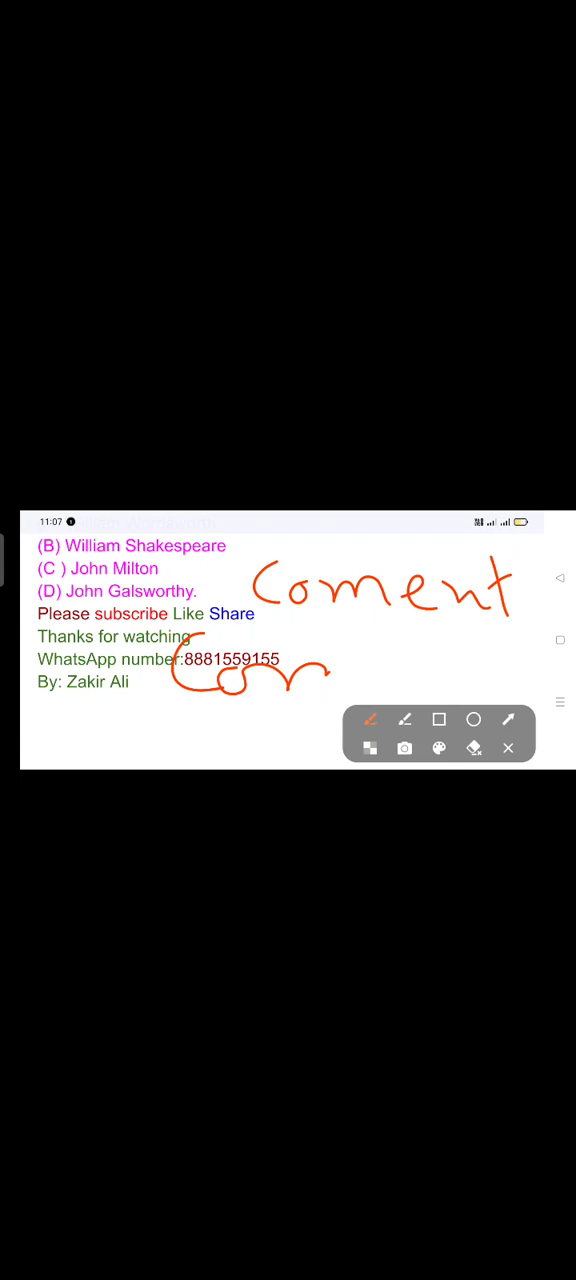 11:07
(B) William Shakespeare
(C ) John Milton
(D) John Galsworthy.
Coment
Please subscribe Like Share
Thanks for watching
WhatsApp number:8881559155
Com
By: Zakir Ali